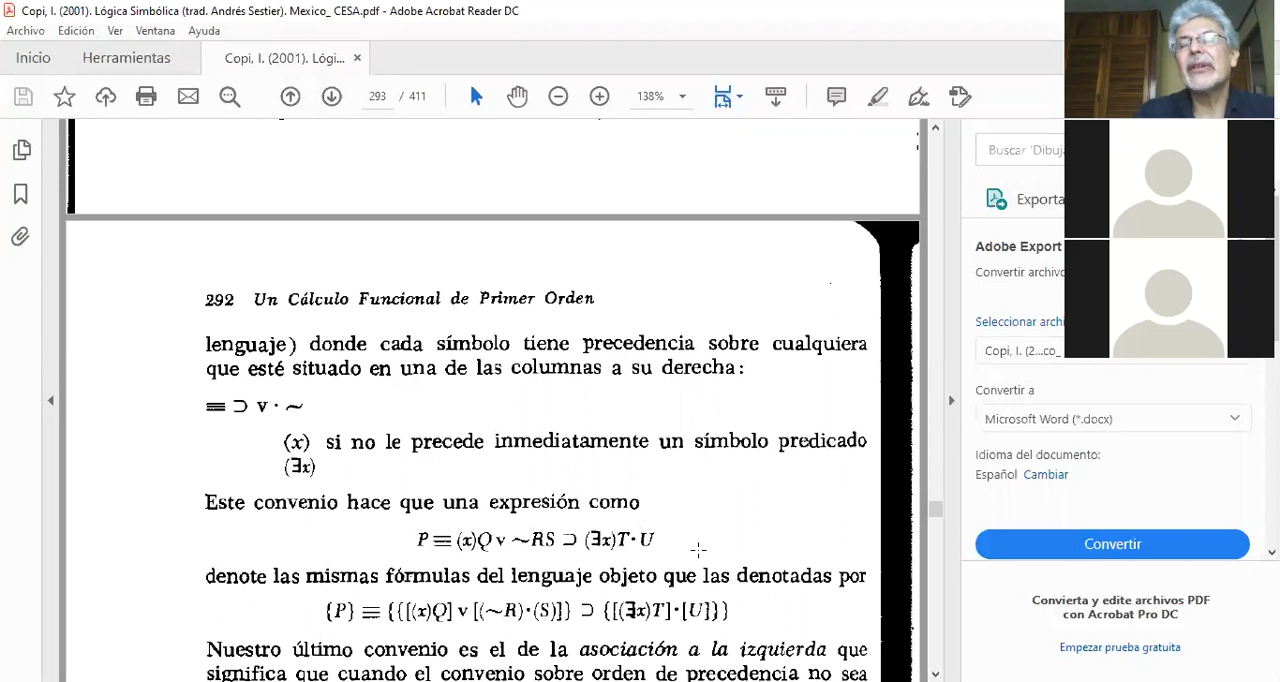 Copi, I. (2001). Lógica Simbólica (trad. Andrés Sestier). Mexico_ CESA.pdf - Adobe Acrobat Reader DC
Archivo Edición Ver Ventana Ayuda
Inicio Herramientas Copi, I. (2001). Lógi... ×
293 / 411 138%
Buscar 'Dibuj
Exporta
Adobe Export
Convertir archiv
Seleccionar archi
Copi, I. (2...co_
Convertir a
Microsoft Word (*.docx)
Idioma del documento:
Español Cambiar
Convertir
Convierta y edite archivos PDF
con Acrobat Pro DC
Empezar prueba gratuita
292 Un Cálculo Funcional de Primer Orden
lenguaje) donde cada símbolo tiene precedencia sobre cualquiera
que esté situado en una de las columnas a su derecha:
≡ ⊃ v · ~
(x) si no le precede inmediatamente un símbolo predicado
(∃x)
Este convenio hace que una expresión como
P ≡ (x)Q v ~RS ⊃ (∃x)T·U
denote las mismas fórmulas del lenguaje objeto que las denotadas por
{P} ≡ {{[(x)Q] v [(~R)·(S)]} ⊃ {[(∃x)T]·[U]}}
Nuestro último convenio es el de la asociación a la izquierda que
significa que cuando el convenio sobre orden de precedencia no sea